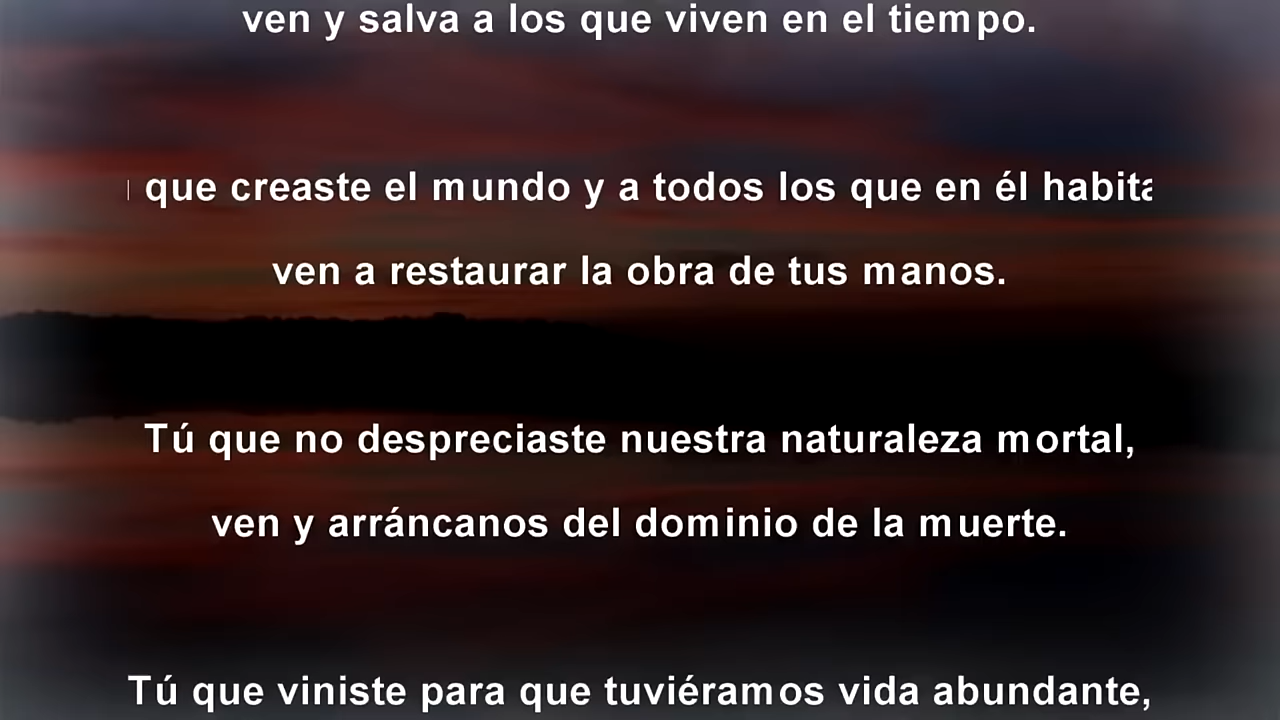 ven y salva a los que viven en el tiempo.
que creaste el mundo y a todos los que en él
ven a restaurar la obra de tus manos.
Tú que no despreciaste nuestra naturaleza mortal,
ven y arráncanos del dominio de la muerte.
Tú que viniste para que tuviéramos vida abundante,